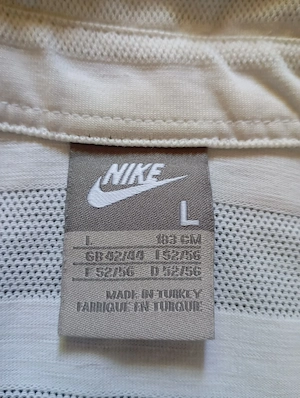 NIKE
L
L 183 CM
GB 42/44 I 52/56
F 52/56 D 52/56
MADE IN TURKEY
FABRIQUE EN TURQUIE